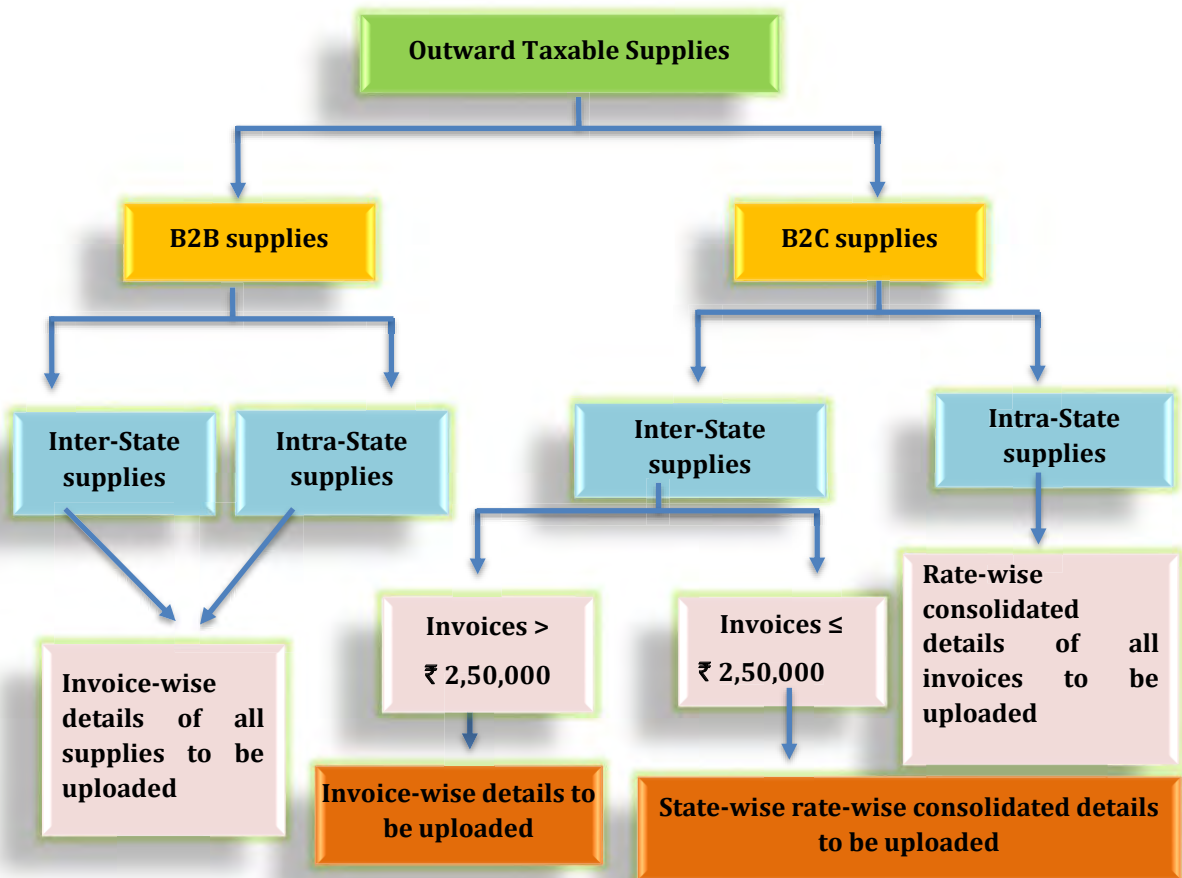 Outward Taxable Supplies
B2B supplies
B2C supplies
Inter-State
supplies
Intra-State
supplies
Inter-State
supplies
Intra-State
supplies
Invoice-wise
details of all
supplies to be
uploaded
Invoices >
₹ 2,50,000
Invoices ≤
₹ 2,50,000
Rate-wise
consolidated
details of all
invoices to be
uploaded
Invoice-wise details to
be uploaded
State-wise rate-wise consolidated details
to be uploaded